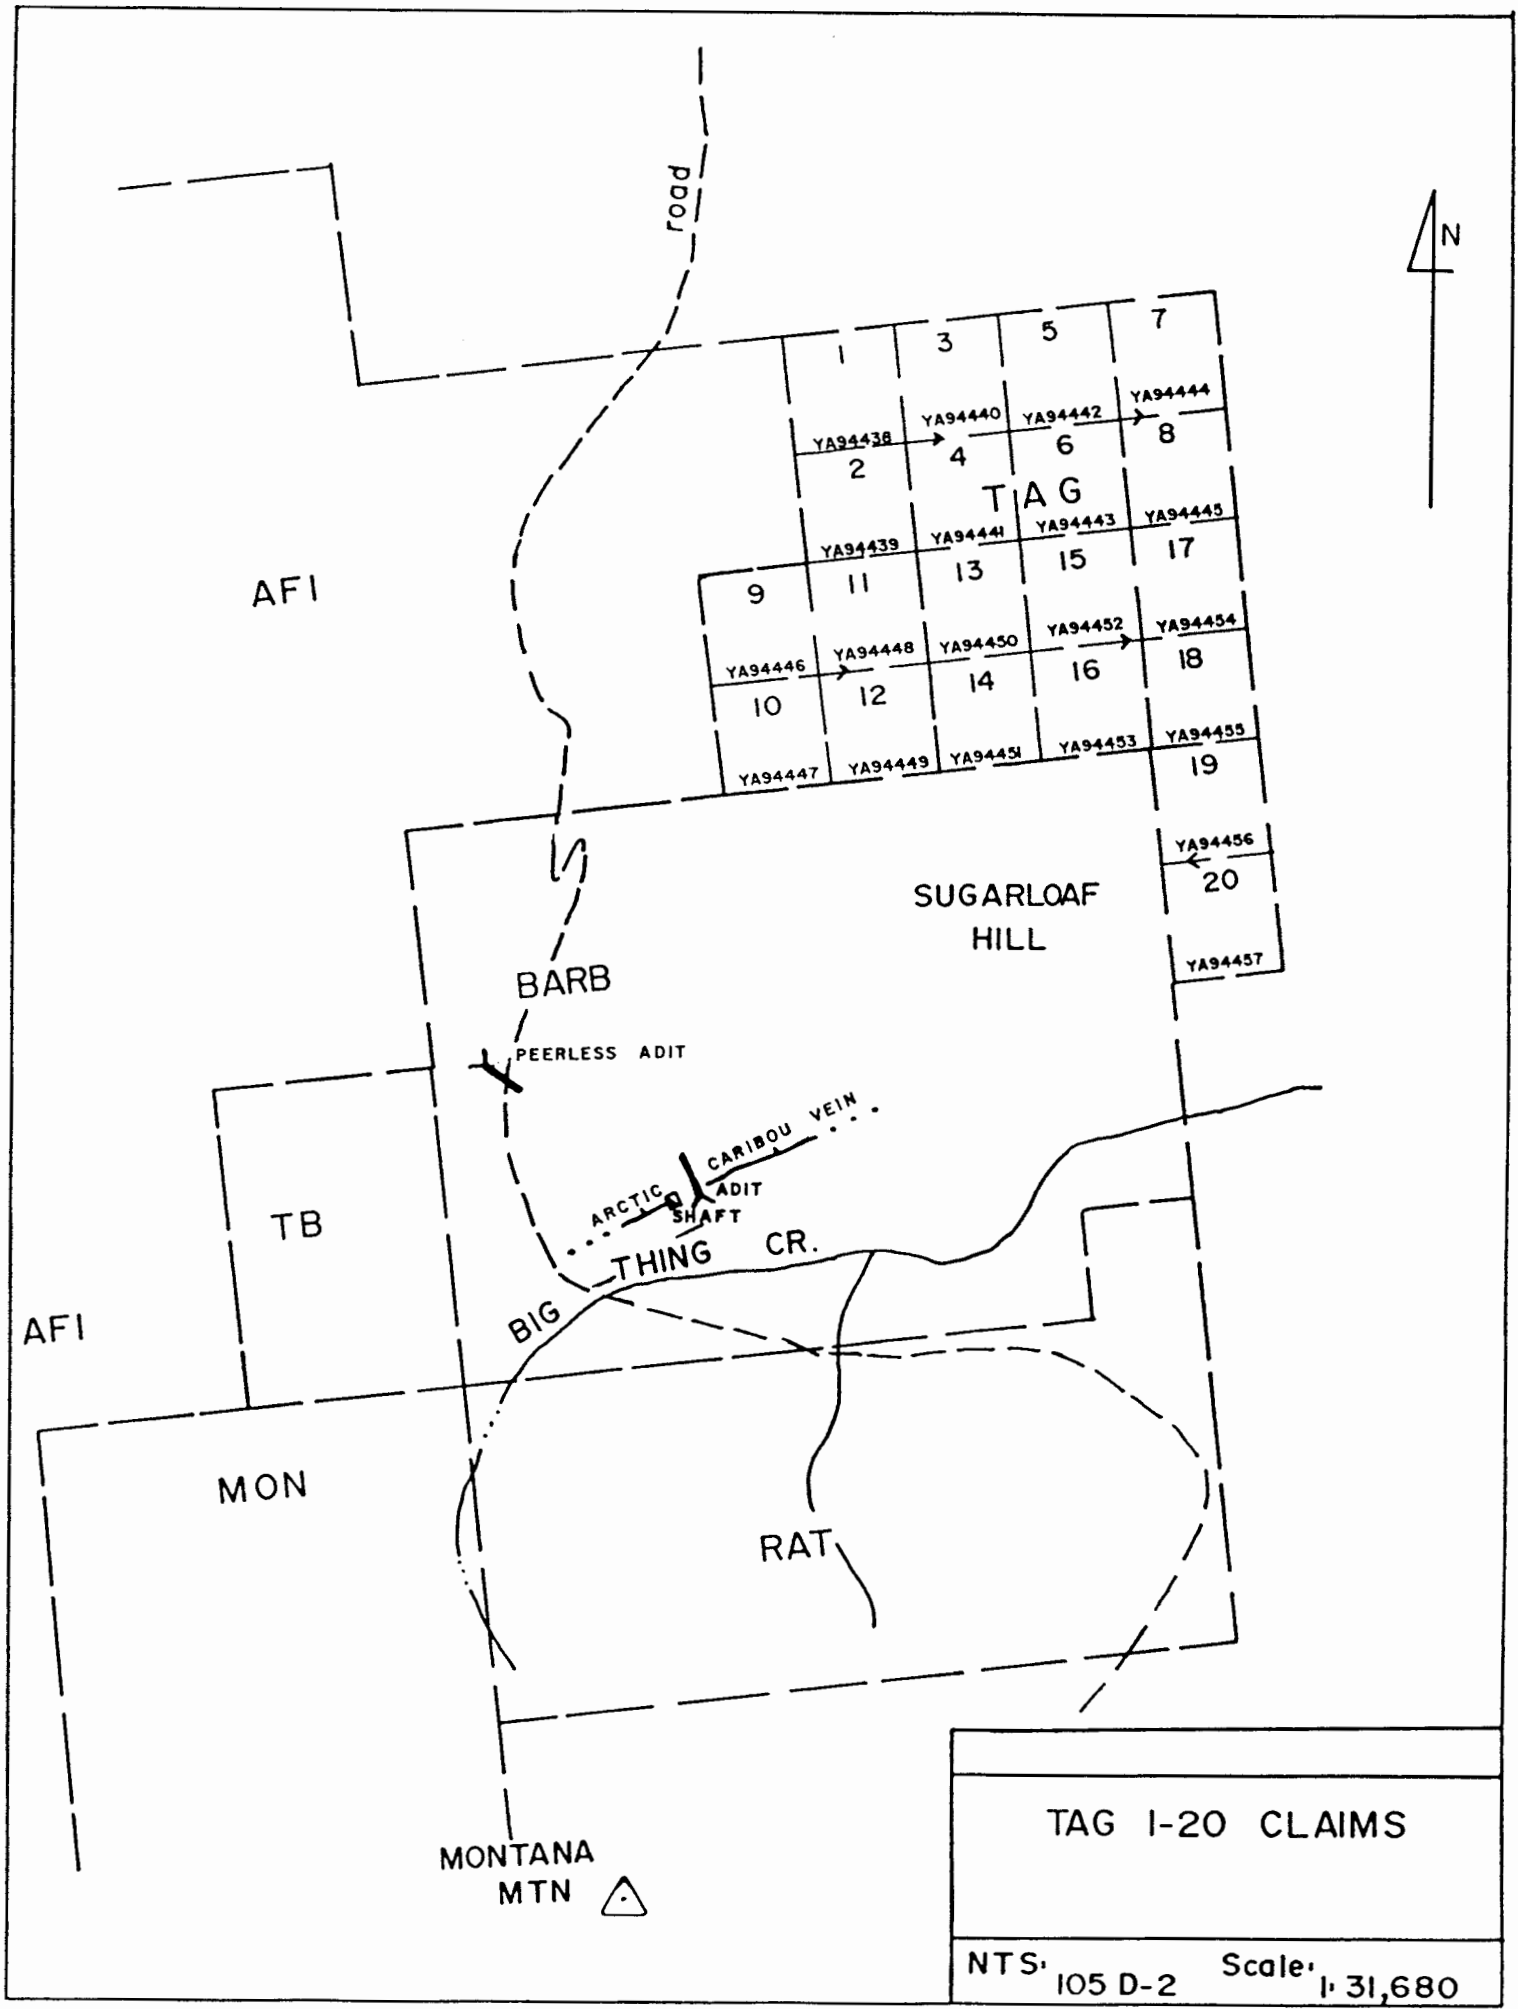 road
N
1
3
5
7
YA94438
YA94440
YA94442
YA94444
2
4
6
8
TAG
YA94439
YA94441
YA94443
YA94445
9
11
13
15
17
AFI
YA94446
YA94448
YA94450
YA94452
YA94454
10
12
14
16
18
YA94447
YA94449
YA94451
YA94453
YA94455
19
YA94456
20
SUGARLOAF
HILL
YA94457
BARB
PEERLESS ADIT
ARCTIC CARIBOU VEIN
ADIT
SHAFT
TB
BIG THING CR.
AFI
MON
RAT
MONTANA
MTN
TAG 1-20 CLAIMS
NTS: 105 D-2 Scale: 1:31,680